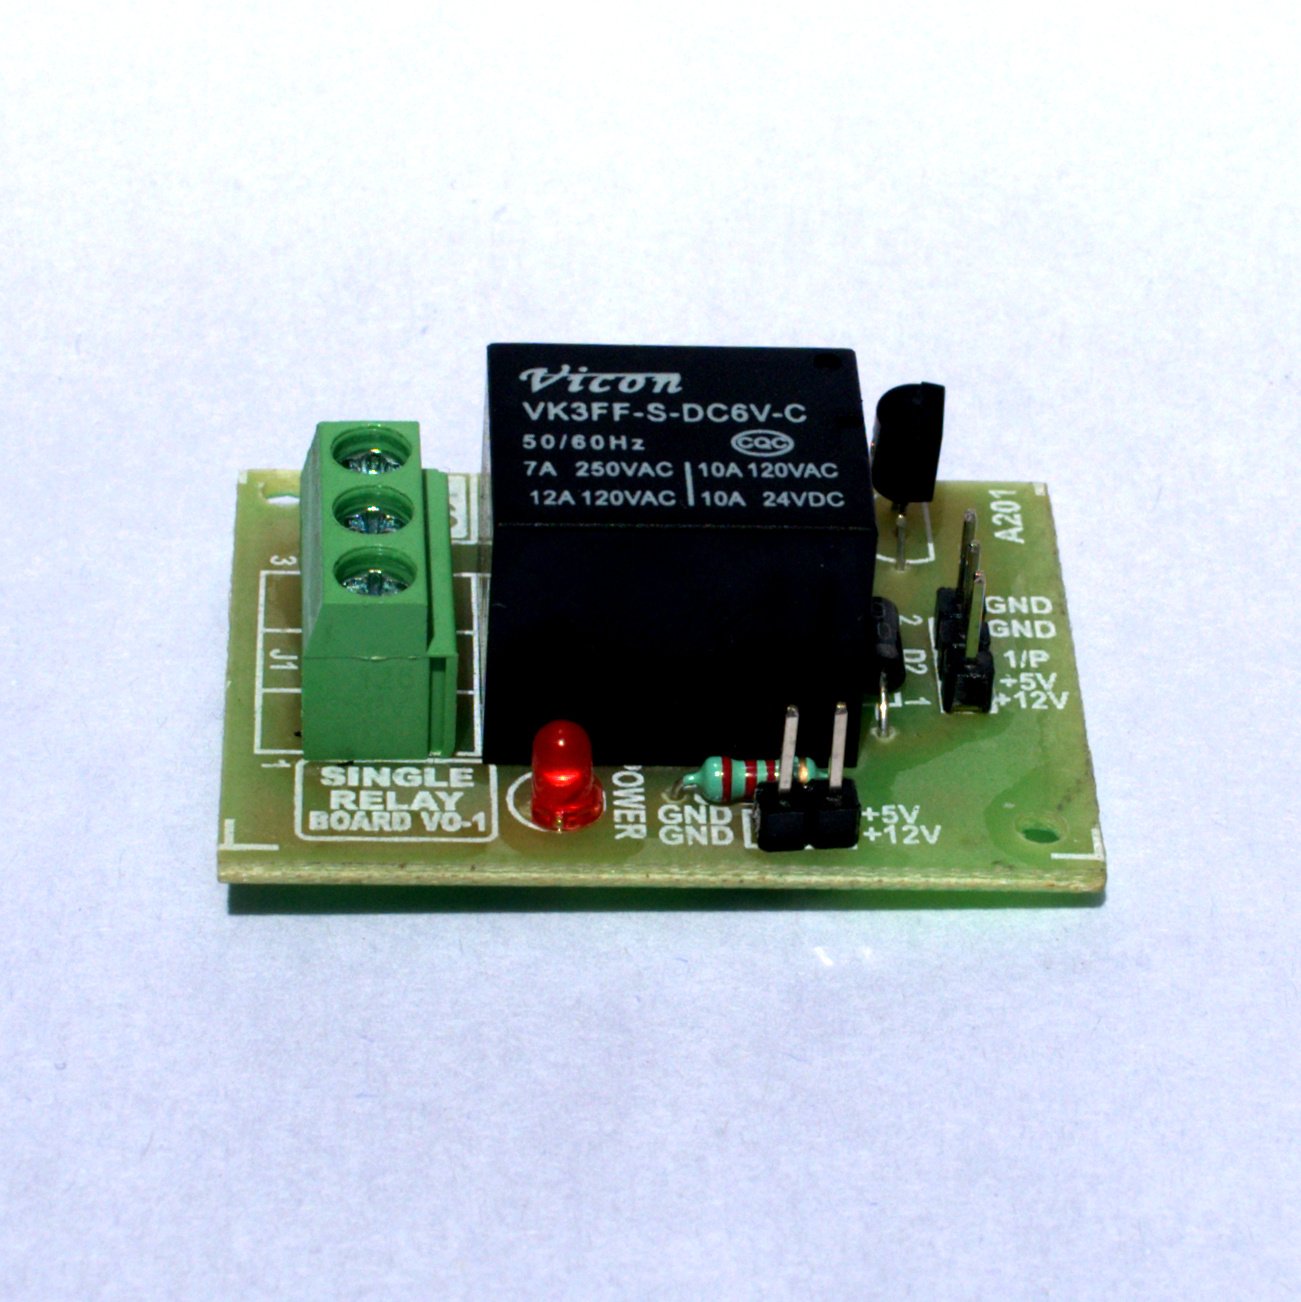 Vicon
VK3FF-S-DC6V-C
50/60Hz CQC
7A 250VAC 10A 120VAC
12A 120VAC 10A 24VDC
A201
GND
GND
1/P
+5V
+12V
2
D2
1
3
J1
1
SINGLE
RELAY
BOARD VO-1
POWER
GND +5V
GND +12V